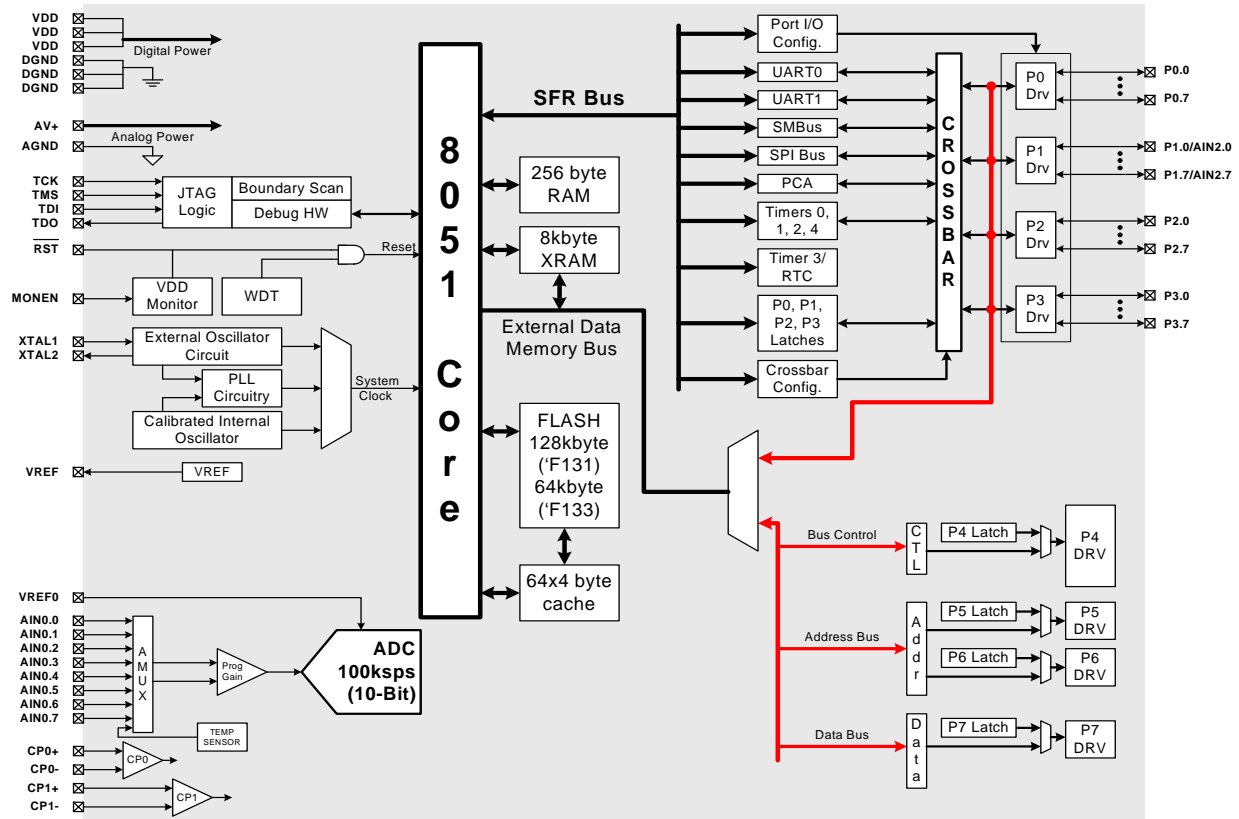 VDD
VDD
VDD
Digital Power
DGND
DGND
DGND
AV+
Analog Power
AGND
TCK
TMS
TDI
TDO
JTAG
Logic
Boundary Scan
Debug HW
RST
Reset
MONEN
VDD
Monitor
WDT
XTAL1
XTAL2
External Oscillator
Circuit
PLL
Circuitry
Calibrated Internal
Oscillator
System
Clock
VREF
VREF
VREF0
AIN0.0
AIN0.1
AIN0.2
AIN0.3
AIN0.4
AIN0.5
AIN0.6
AIN0.7
AMUX
Prog
Gain
ADC
100ksps
(10-Bit)
TEMP
SENSOR
CP0+
CP0-
CP0
CP1+
CP1-
CP1
8051 Core
SFR Bus
256 byte
RAM
8kbyte
XRAM
External Data
Memory Bus
FLASH
128kbyte
(‘F131)
64kbyte
(‘F133)
64x4 byte
cache
Port I/O
Config.
UART0
UART1
SMBus
SPI Bus
PCA
Timers 0,
1, 2, 4
Timer 3/
RTC
P0, P1,
P2, P3
Latches
Crossbar
Config.
CROSSBAR
P0
Drv
P1
Drv
P2
Drv
P3
Drv
P0.0
P0.7
P1.0/AIN2.0
P1.7/AIN2.7
P2.0
P2.7
P3.0
P3.7
Bus Control
CTL
P4 Latch
P4
DRV
Address Bus
Addr
P5 Latch
P5
DRV
P6 Latch
P6
DRV
Data Bus
Data
P7 Latch
P7
DRV